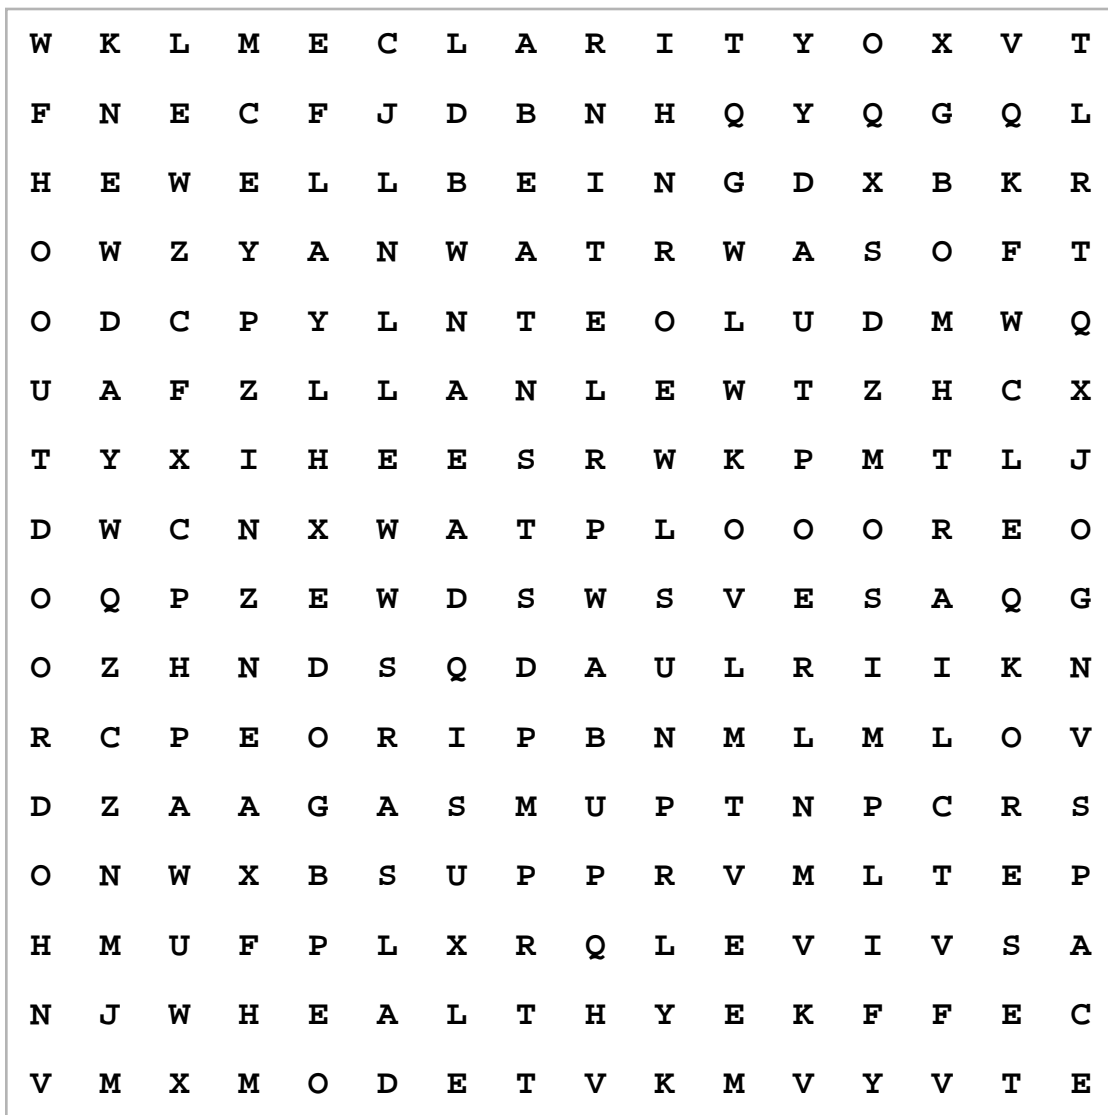 W K L M E C L A R I T Y O X V T
F N E C F J D B N H Q Y Q G Q L
H E W E L L B E I N G D X B K R
O W Z Y A N W A T R W A S O F T
O D C P Y L N T E O L U D M W Q
U A F Z L L A N L E W T Z H C X
T Y X I H E E S R W K P M T L J
D W C N X W A T P L O O O R E O
O Q P Z E W D S W S V E S A Q G
O Z H N D S Q D A U L R I I K N
R C P E O R I P B N M L M L O V
D Z A A G A S M U P T N P C R S
O N W X B S U P P R V M L T E P
H M U F P L X R Q L E V I V S A
N J W H E A L T H Y E K F F E C
V M X M O D E T V K M V Y V T E